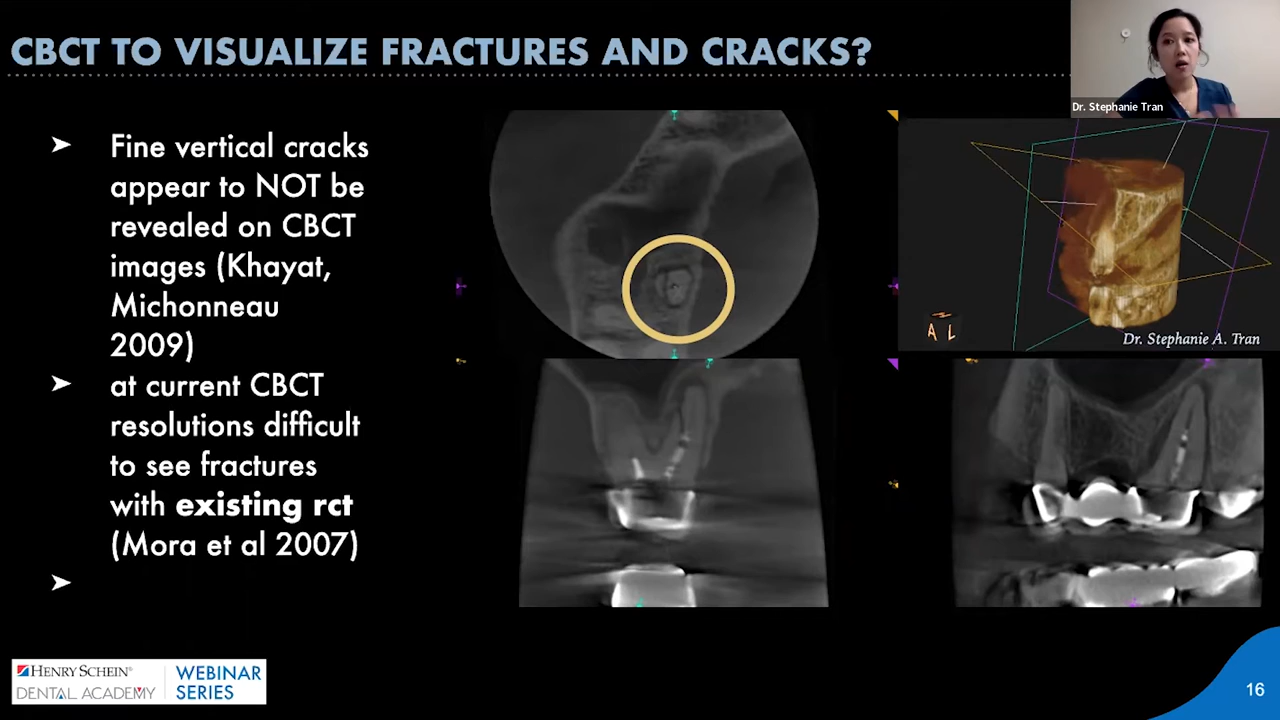 CBCT TO VISUALIZE FRACTURES AND CRACKS?
Dr. Stephanie Tran
Fine vertical cracks
appear to NOT be
revealed on CBCT
images (Khayat,
Michonneau
2009)
at current CBCT
resolutions difficult
to see fractures
with existing rct
(Mora et al 2007)
A L
Dr. Stephanie A. Tran
HENRY SCHEIN®
DENTAL ACADEMY
WEBINAR
SERIES
16